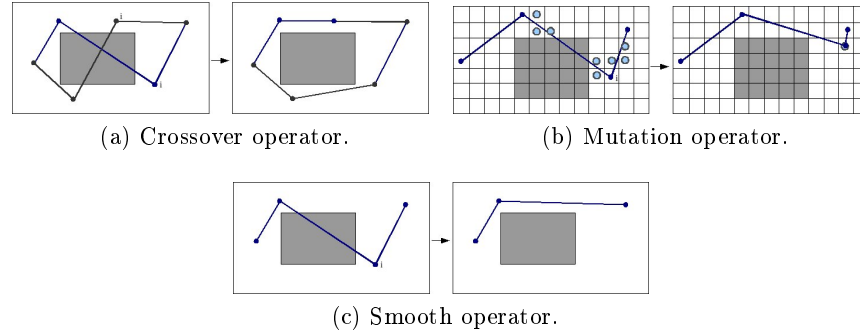 i
i
i
(a) Crossover operator.
(b) Mutation operator.
i
(c) Smooth operator.